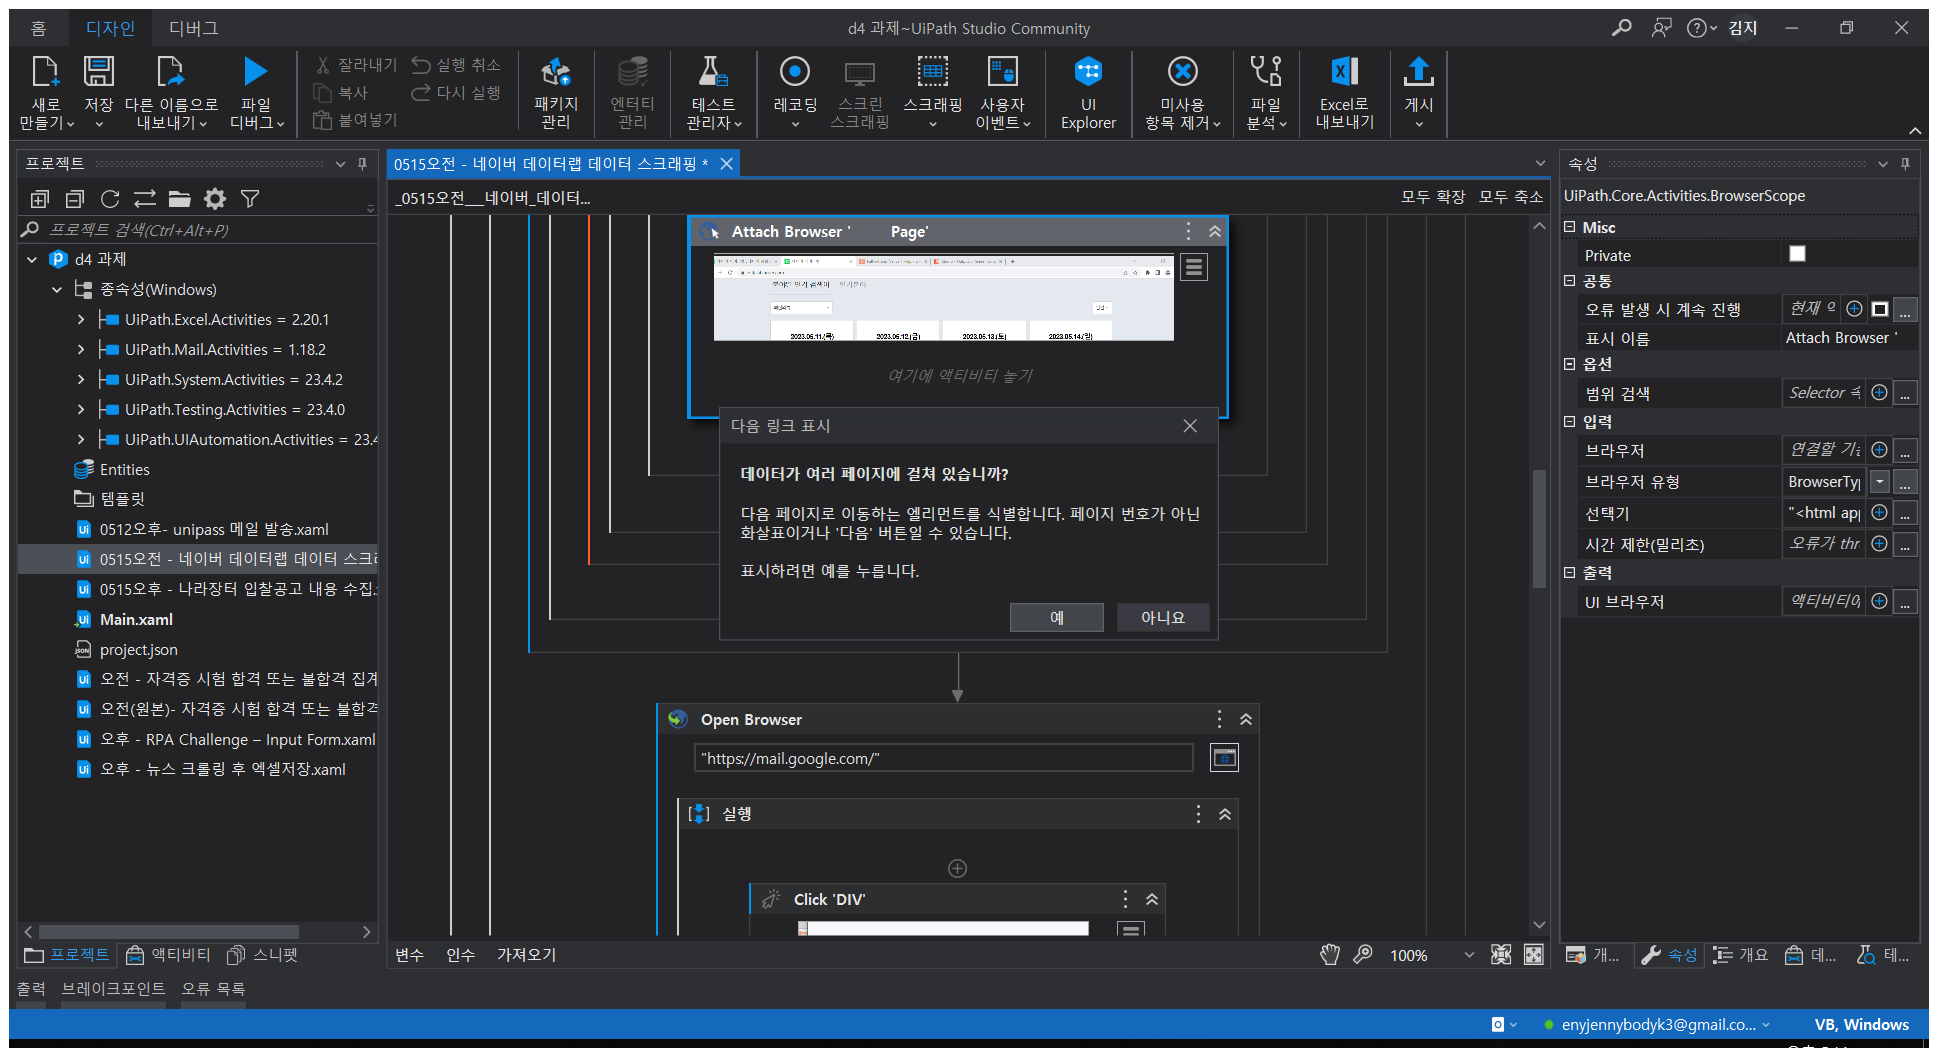 홈 디자인 디버그
d4 과제~UiPath Studio Community
김지
새로 만들기
저장
다른 이름으로 내보내기
파일 디버그
잘라내기
복사
붙여넣기
실행 취소
다시 실행
패키지 관리
엔터티 관리
테스트 관리자
레코딩
스크린 스크래핑
스크래핑
사용자 이벤트
UI Explorer
미사용 항목 제거
파일 분석
Excel로 내보내기
게시
프로젝트
프로젝트 검색(Ctrl+Alt+P)
d4 과제
종속성(Windows)
UiPath.Excel.Activities = 2.20.1
UiPath.Mail.Activities = 1.18.2
UiPath.System.Activities = 23.4.2
UiPath.Testing.Activities = 23.4.0
UiPath.UIAutomation.Activities = 23.4
Entities
템플릿
0512오후- unipass 메일 발송.xaml
0515오전 - 네이버 데이터랩 데이터 스크래
0515오후 - 나라장터 입찰공고 내용 수집.
Main.xaml
project.json
오전 - 자격증 시험 합격 또는 불합격 집계
오전(원본)- 자격증 시험 합격 또는 불합격
오후 - RPA Challenge – Input Form.xaml
오후 - 뉴스 크롤링 후 엑셀저장.xaml
프로젝트 액티비티 스니펫
0515오전 - 네이버 데이터랩 데이터 스크래핑 *
_0515오전__네이버_데이터...
모두 확장 모두 축소
Attach Browser ' Page'
분야별 인기 검색어
2023.05.11.(목) 2023.05.12.(금) 2023.05.13.(토) 2023.05.14.(일)
여기에 액티비티 놓기
다음 링크 표시
데이터가 여러 페이지에 걸쳐 있습니까?
다음 페이지로 이동하는 엘리먼트를 식별합니다. 페이지 번호가 아닌
화살표이거나 '다음' 버튼일 수 있습니다.
표시하려면 예를 누릅니다.
예 아니요
Open Browser
"https://mail.google.com/"
실행
Click 'DIV'
변수 인수 가져오기
100%
속성
UiPath.Core.Activities.BrowserScope
Misc
Private
공통
오류 발생 시 계속 진행 현재 ...
표시 이름 Attach Browser '
옵션
범위 검색 Selector ...
입력
브라우저 연결할 ...
브라우저 유형 BrowserTyp ...
선택기 "<html app ...
시간 제한(밀리초) 오류가 thr ...
출력
UI 브라우저 액티비티에 ...
개... 속성 개요 데... 테...
출력 브레이크포인트 오류 목록
enyjennybodyk3@gmail.co...
VB, Windows